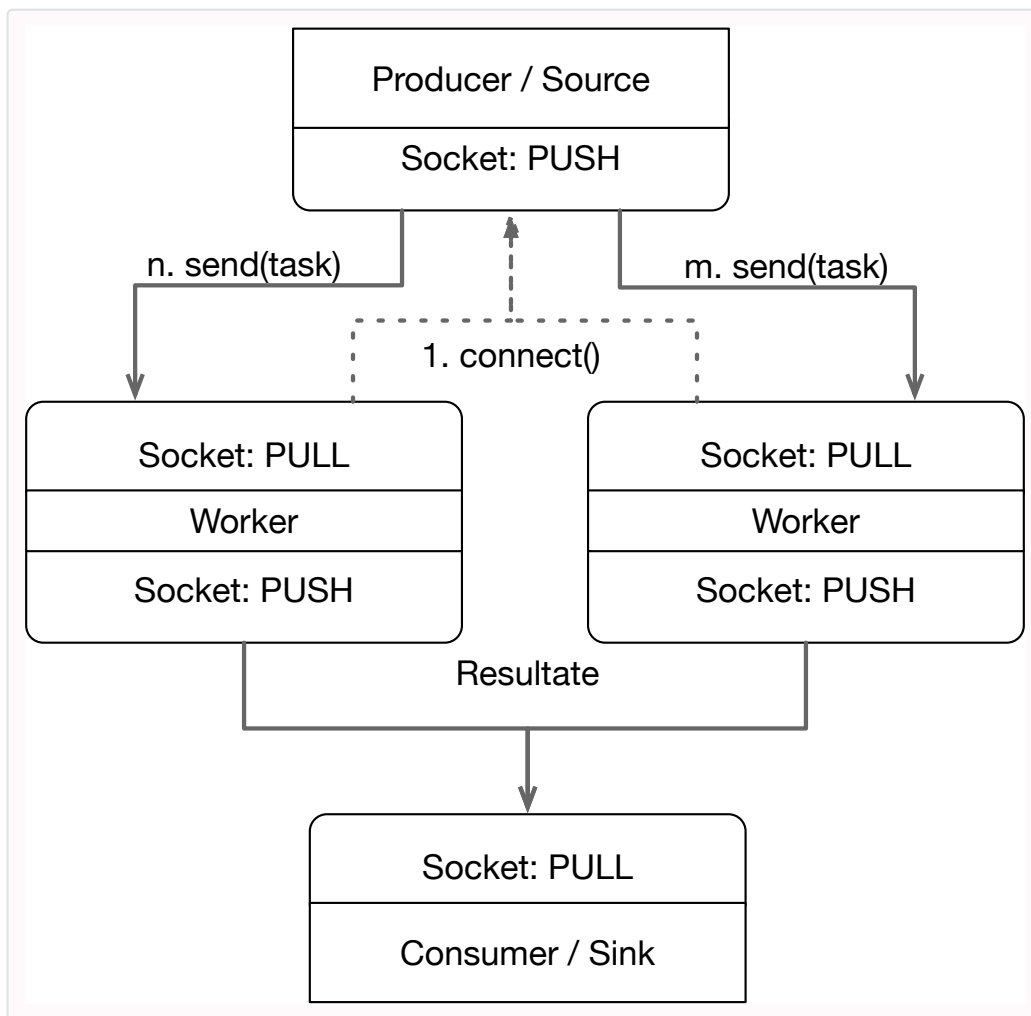 Producer / Source
Socket: PUSH
n. send(task)
m. send(task)
1. connect()
Socket: PULL
Worker
Socket: PUSH
Socket: PULL
Worker
Socket: PUSH
Resultate
Socket: PULL
Consumer / Sink